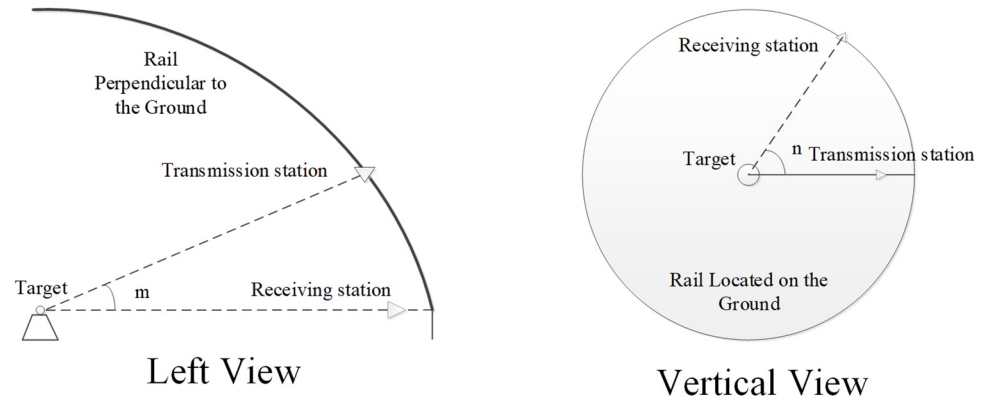 Rail
Perpendicular to
the Ground
Transmission station
Target
m
Receiving station
Left View
Receiving station
Target
n
Transmission station
Rail Located on the
Ground
Vertical View